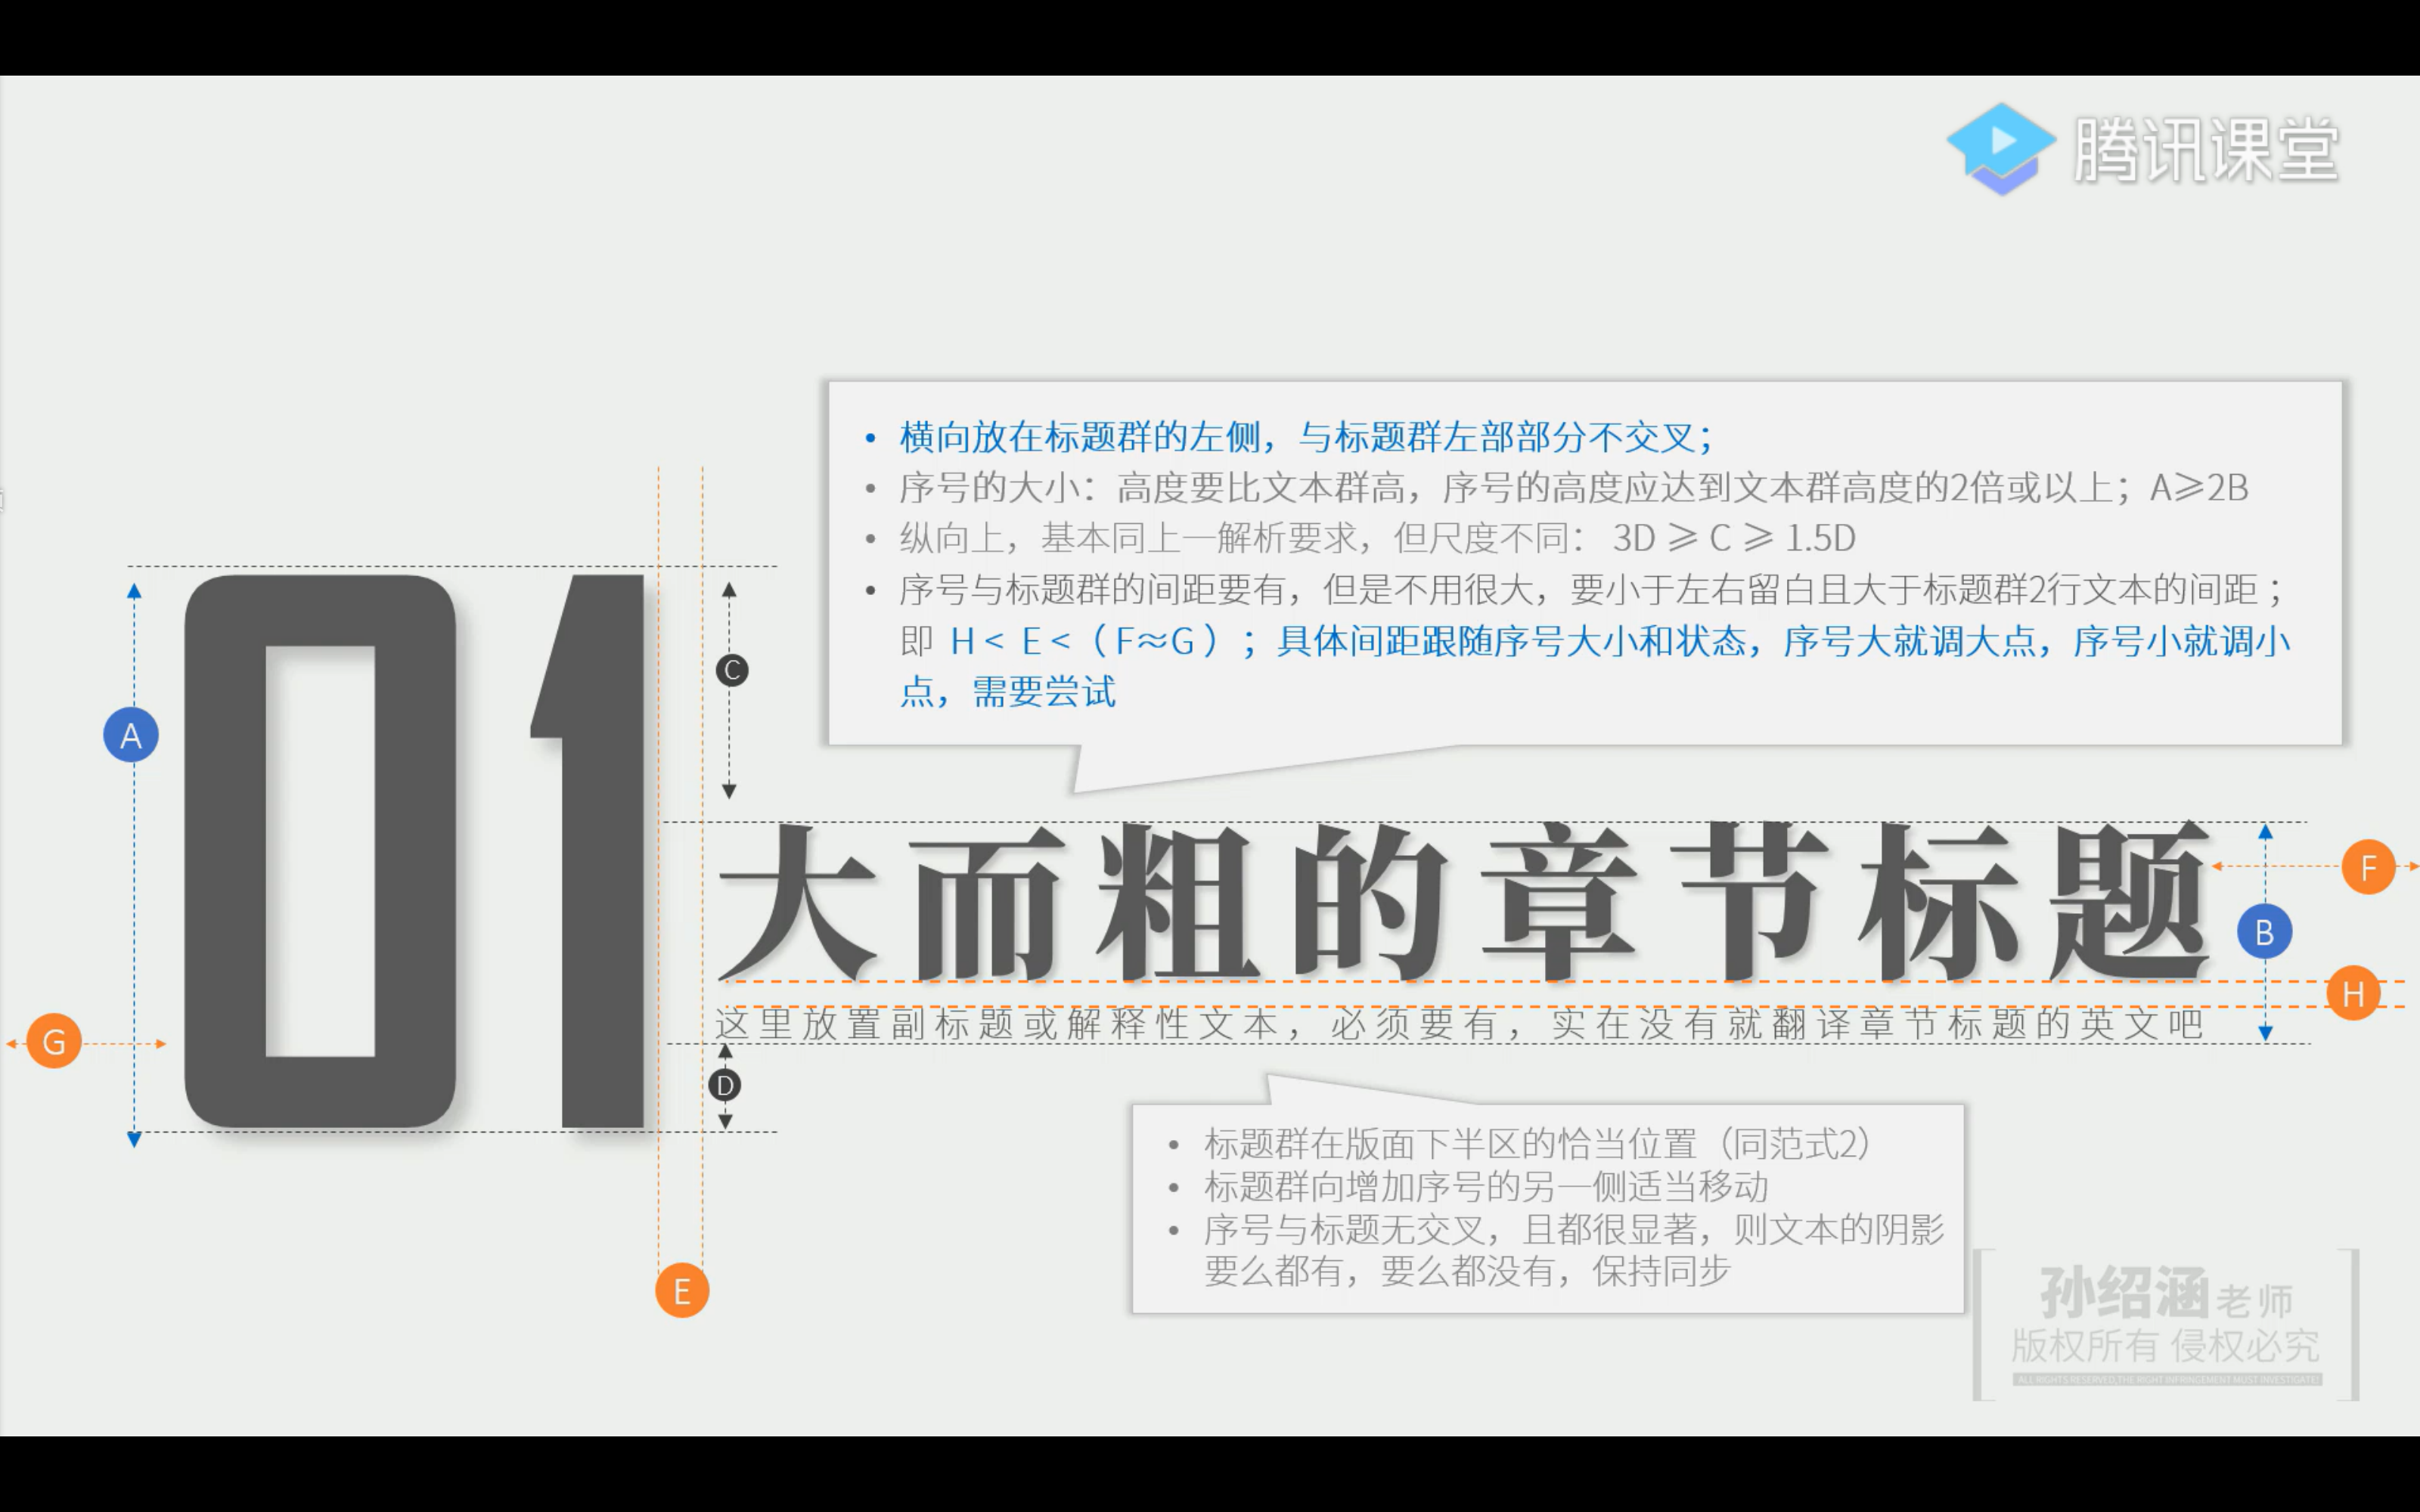 腾讯课堂
• 横向放在标题群的左侧，与标题群左部部分不交叉；
• 序号的大小：高度要比文本群高，序号的高度应达到文本群高度的2倍或以上；A≥2B
• 纵向上，基本同上一解析要求，但尺度不同： 3D ≥ C ≥ 1.5D
• 序号与标题群的间距要有，但是不用很大，要小于左右留白且大于标题群2行文本的间距；
即 H < E <（F≈G）；具体间距跟随序号大小和状态，序号大就调大点，序号小就调小
点，需要尝试
01
A
C
大而粗的章节标题
F
B
H
这里放置副标题或解释性文本，必须要有，实在没有就翻译章节标题的英文吧
G
D
• 标题群在版面下半区的恰当位置（同范式2）
• 标题群向增加序号的另一侧适当移动
• 序号与标题无交叉，且都很显著，则文本的阴影
要么都有，要么都没有，保持同步
E
孙绍涵老师
版权所有 侵权必究
ALL RIGHTS RESERVED,THE RIGHT INFRINGEMENT MUST INVESTIGATE!